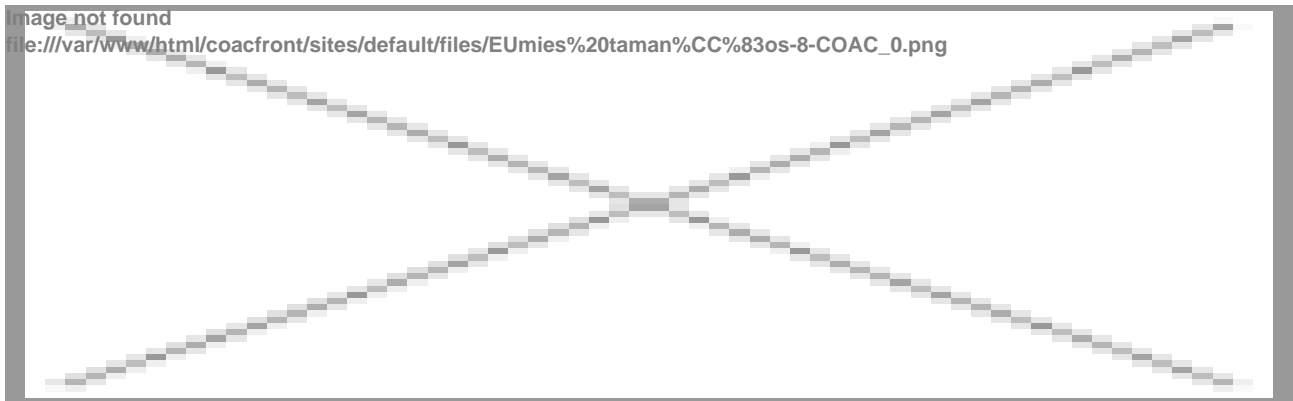 Image not found
file:///var/www/html/coacfront/sites/default/files/EUmies%20taman%CC%83os-8-COAC_0.png